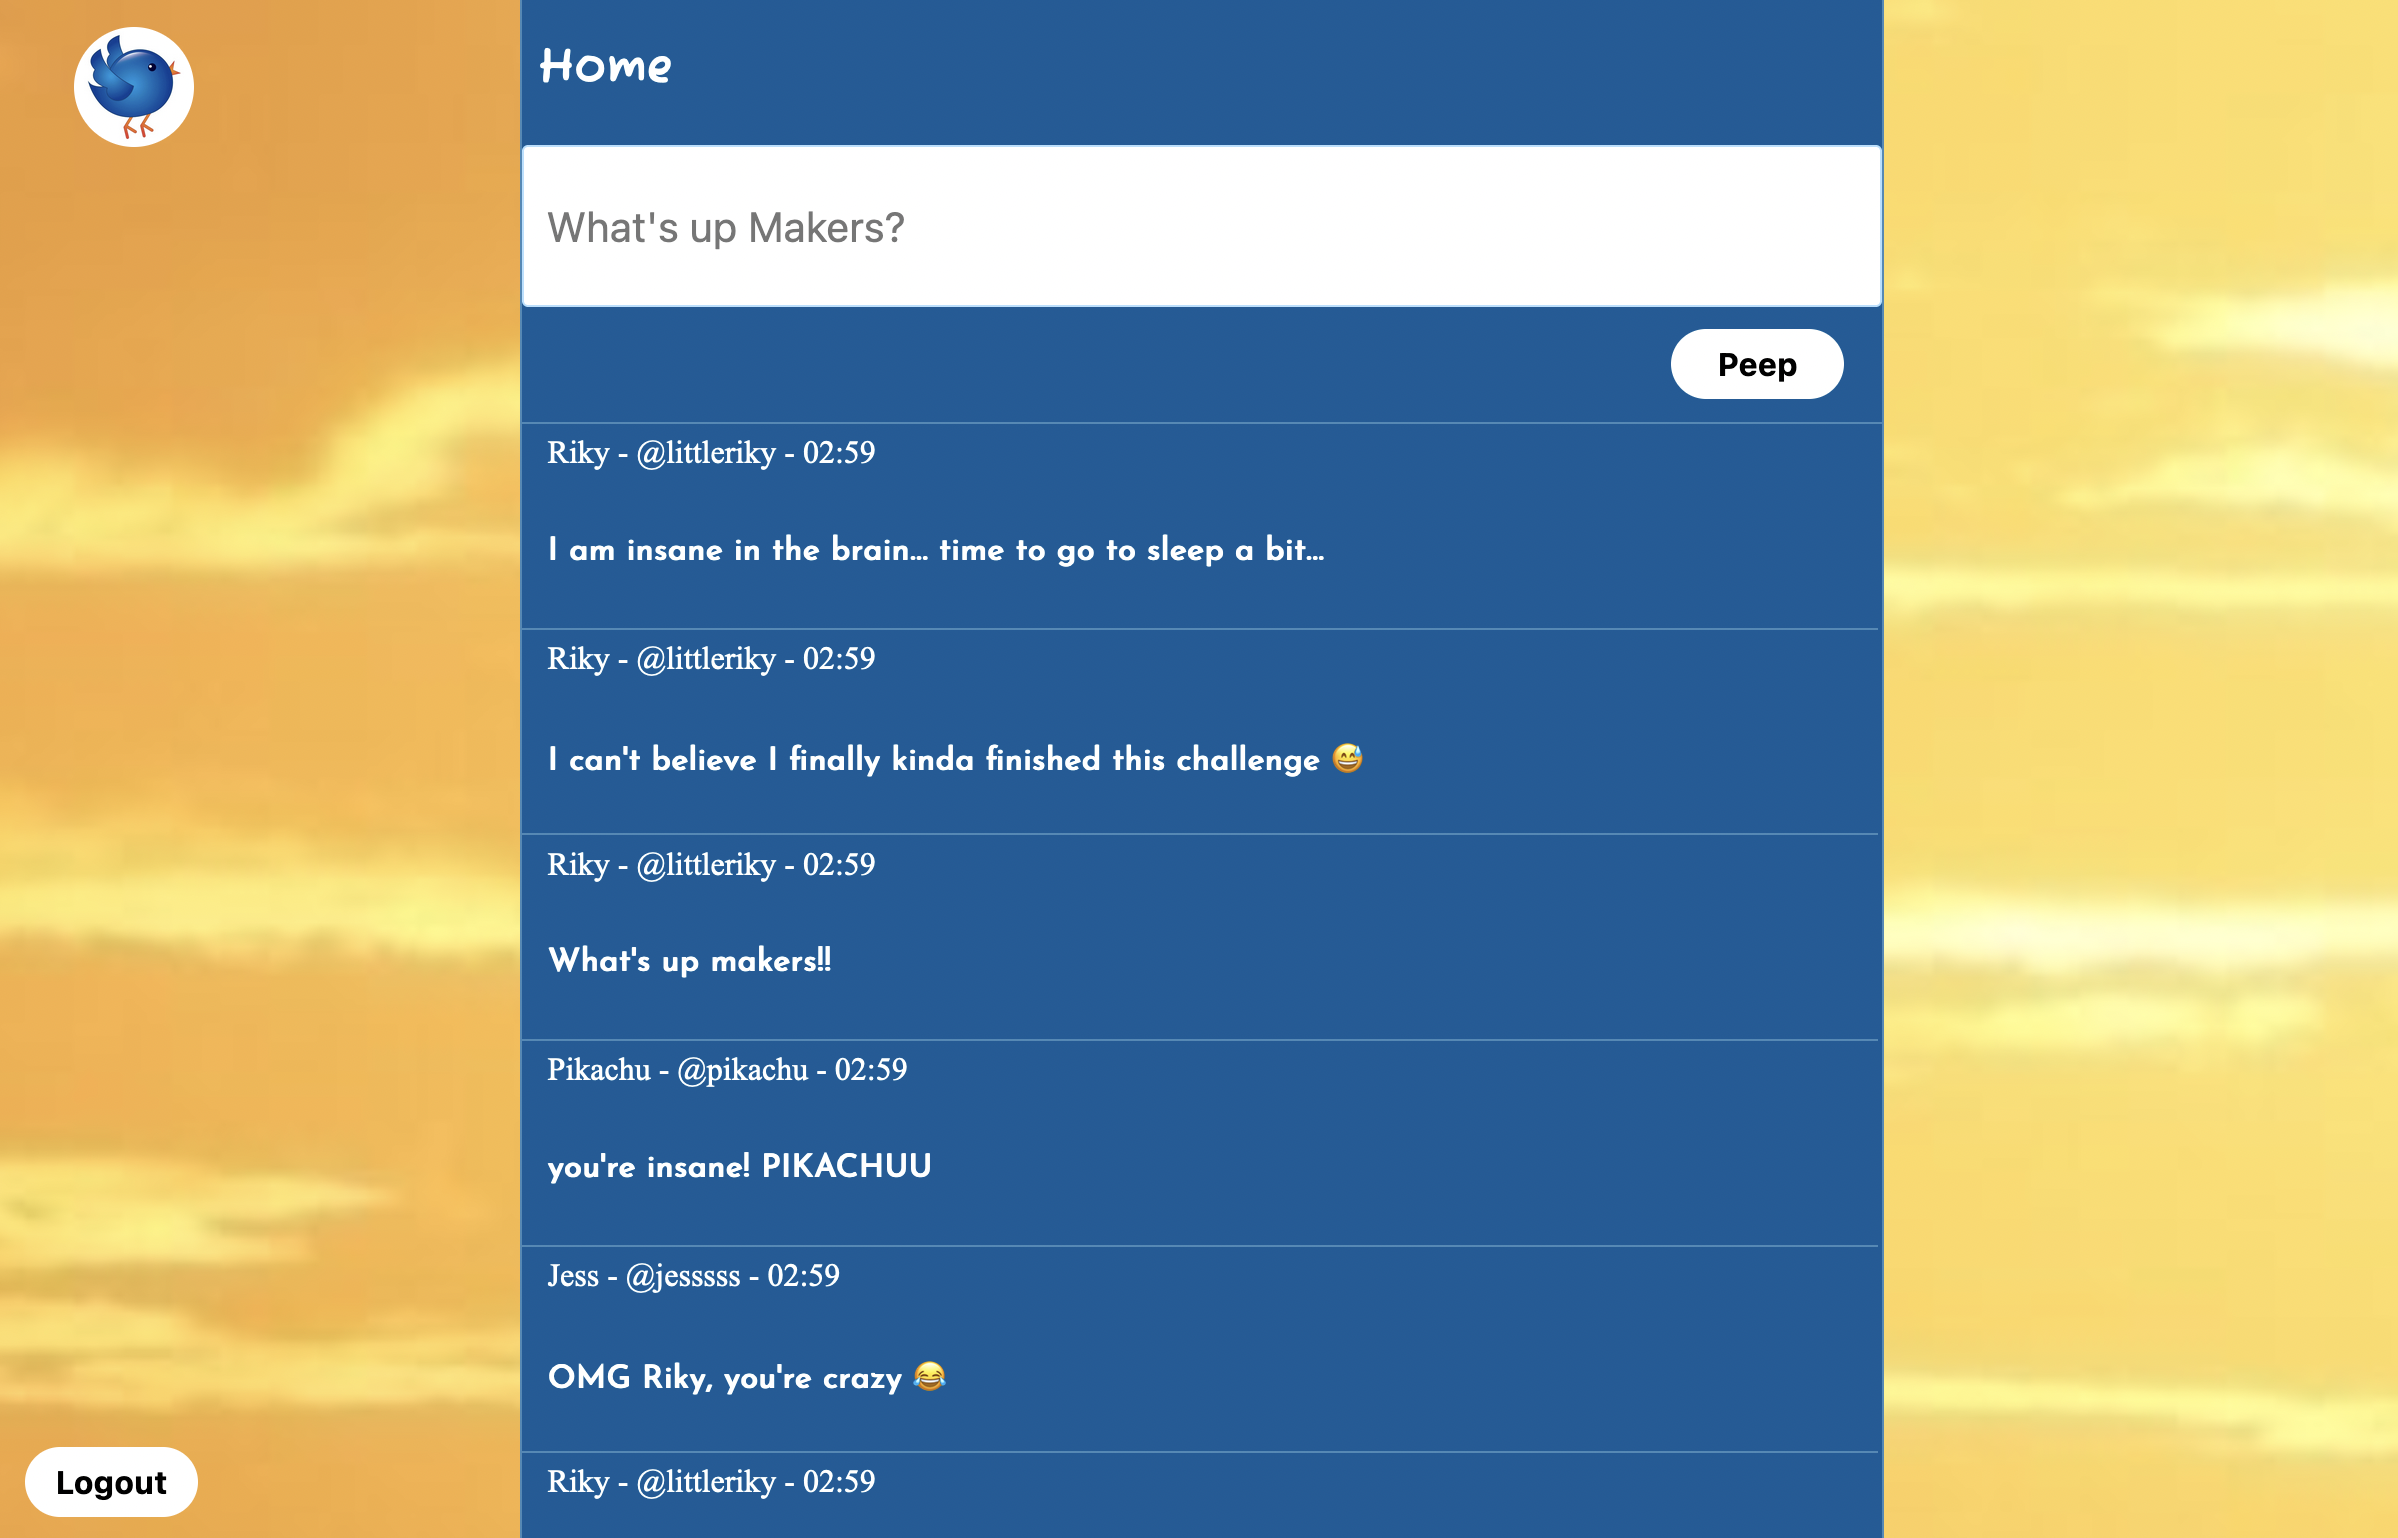 Home
What's up Makers?
Peep
Riky - @littleriky - 02:59
I am insane in the brain... time to go to sleep a bit...
Riky - @littleriky - 02:59
I can't believe I finally kinda finished this challenge 😅
Riky - @littleriky - 02:59
What's up makers!!
Pikachu - @pikachu - 02:59
you're insane! PIKACHUU
Jess - @jesssss - 02:59
OMG Riky, you're crazy 😂
Riky - @littleriky - 02:59
Logout